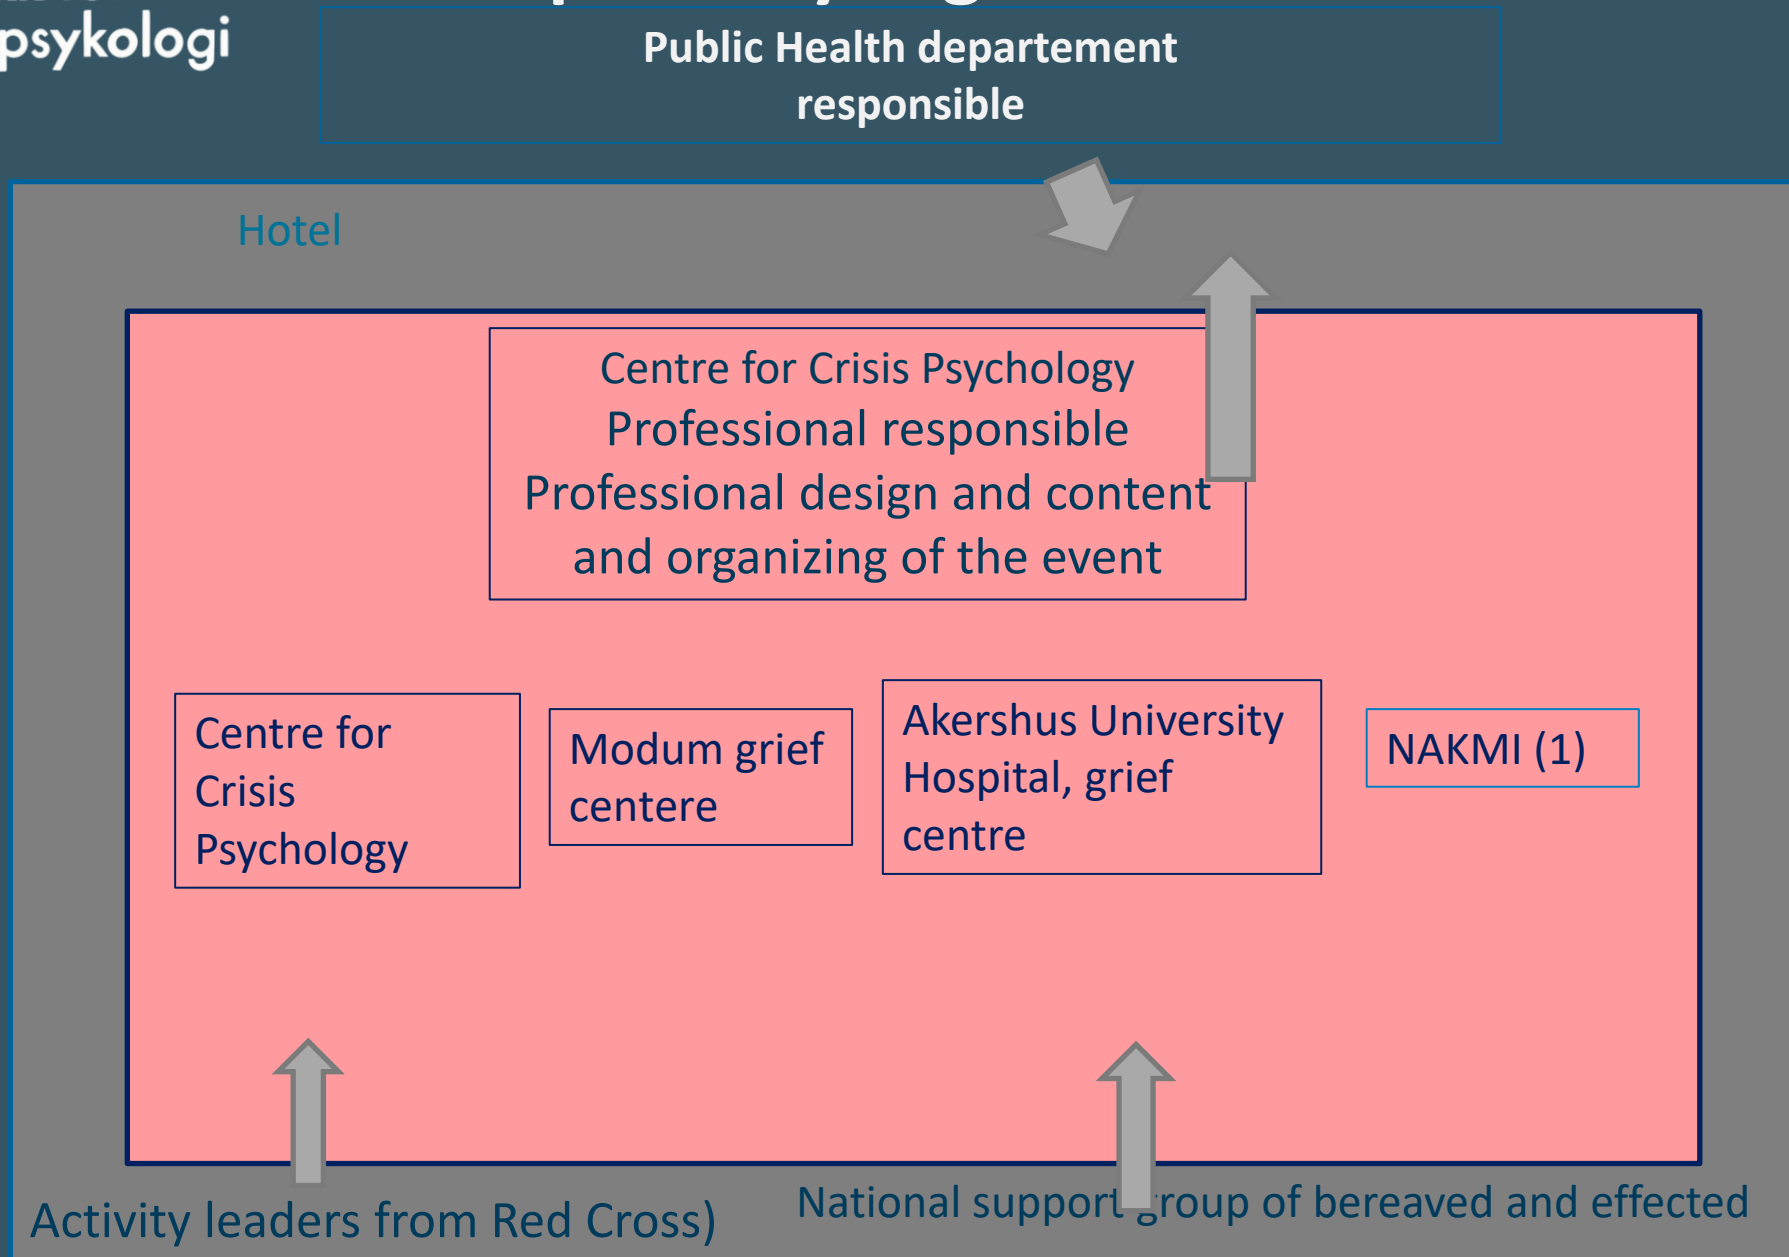 psykologi
Public Health departement
responsible
Hotel
Centre for Crisis Psychology
Professional responsible
Professional design and content
and organizing of the event
Centre for
Crisis
Psychology
Modum grief
centere
Akershus University
Hospital, grief
centre
NAKMI (1)
Activity leaders from Red Cross)
National support group of bereaved and effected